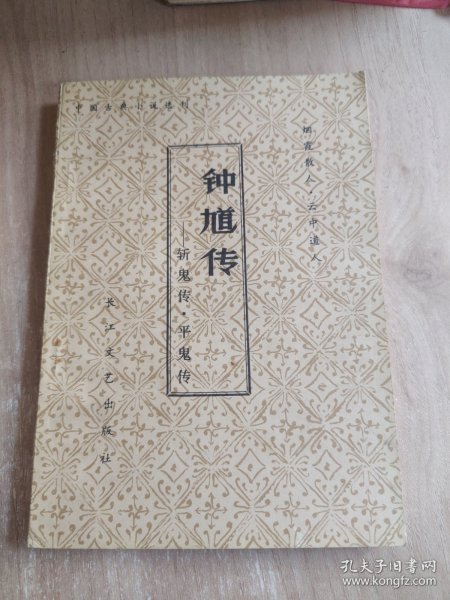 中国古典小说选刊
烟霞散人·云中道人
钟馗传
——斩鬼传·平鬼传
长江文艺出版社
孔夫子旧书网
www.kongfz.com